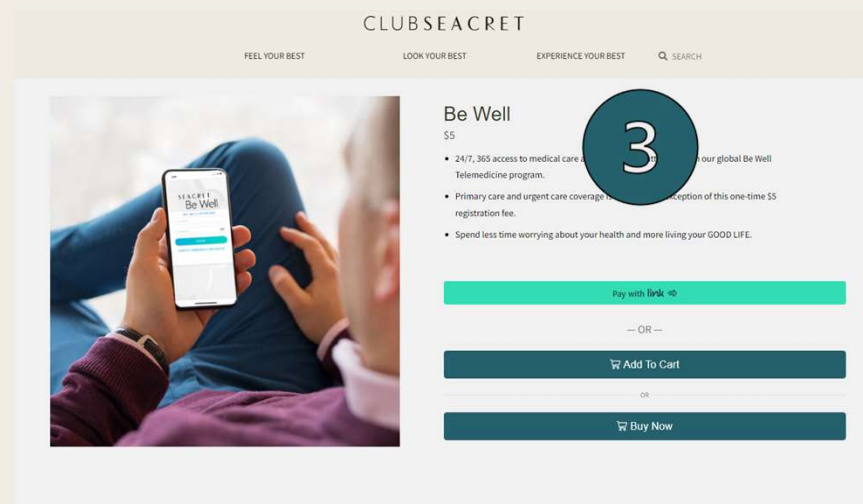 CLUBSEACRET
FEEL YOUR BEST LOOK YOUR BEST EXPERIENCE YOUR BEST SEARCH
SEACRET
Be Well
Be Well
$5
3
24/7, 365 access to medical care our global Be Well
Telemedicine program.
Primary care and urgent care coverage exception of this one-time $5
registration fee.
Spend less time worrying about your health and more living your GOOD LIFE.
Pay with link
— OR —
Add To Cart
OR
Buy Now